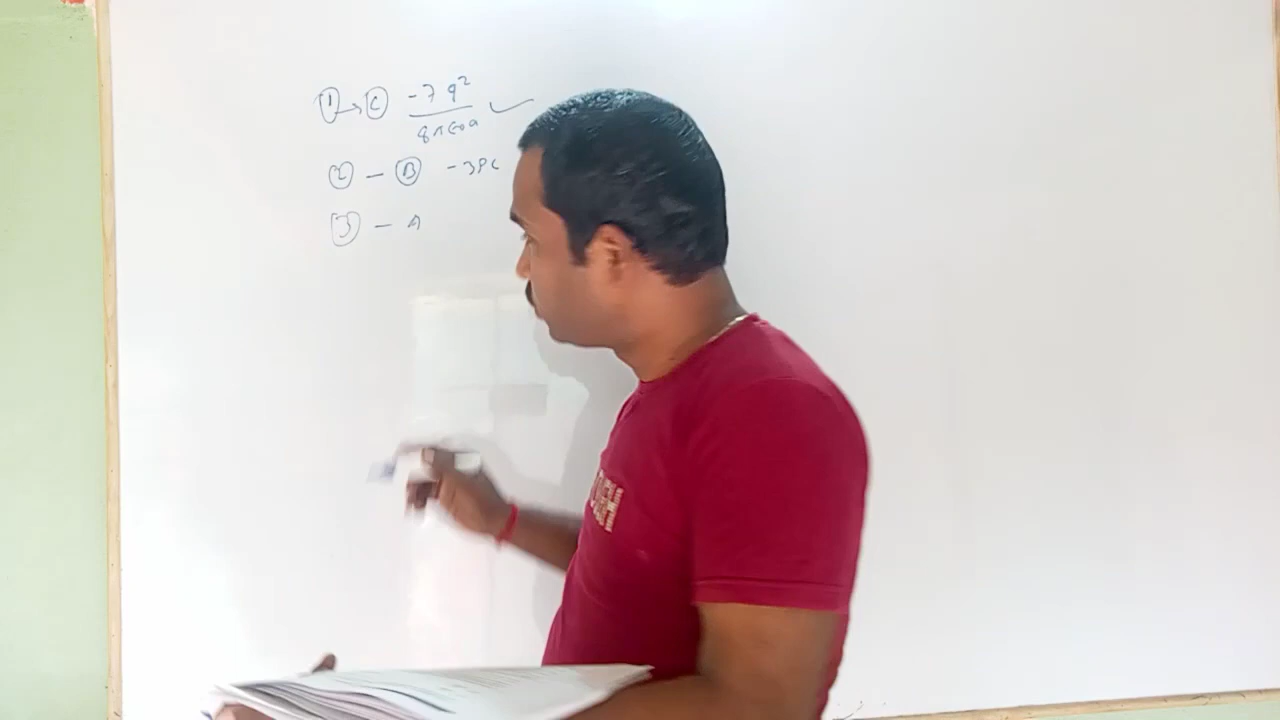 ① → Ⓒ -7q² / 8πε₀a ✓
② – Ⓑ -3PC
③ – A